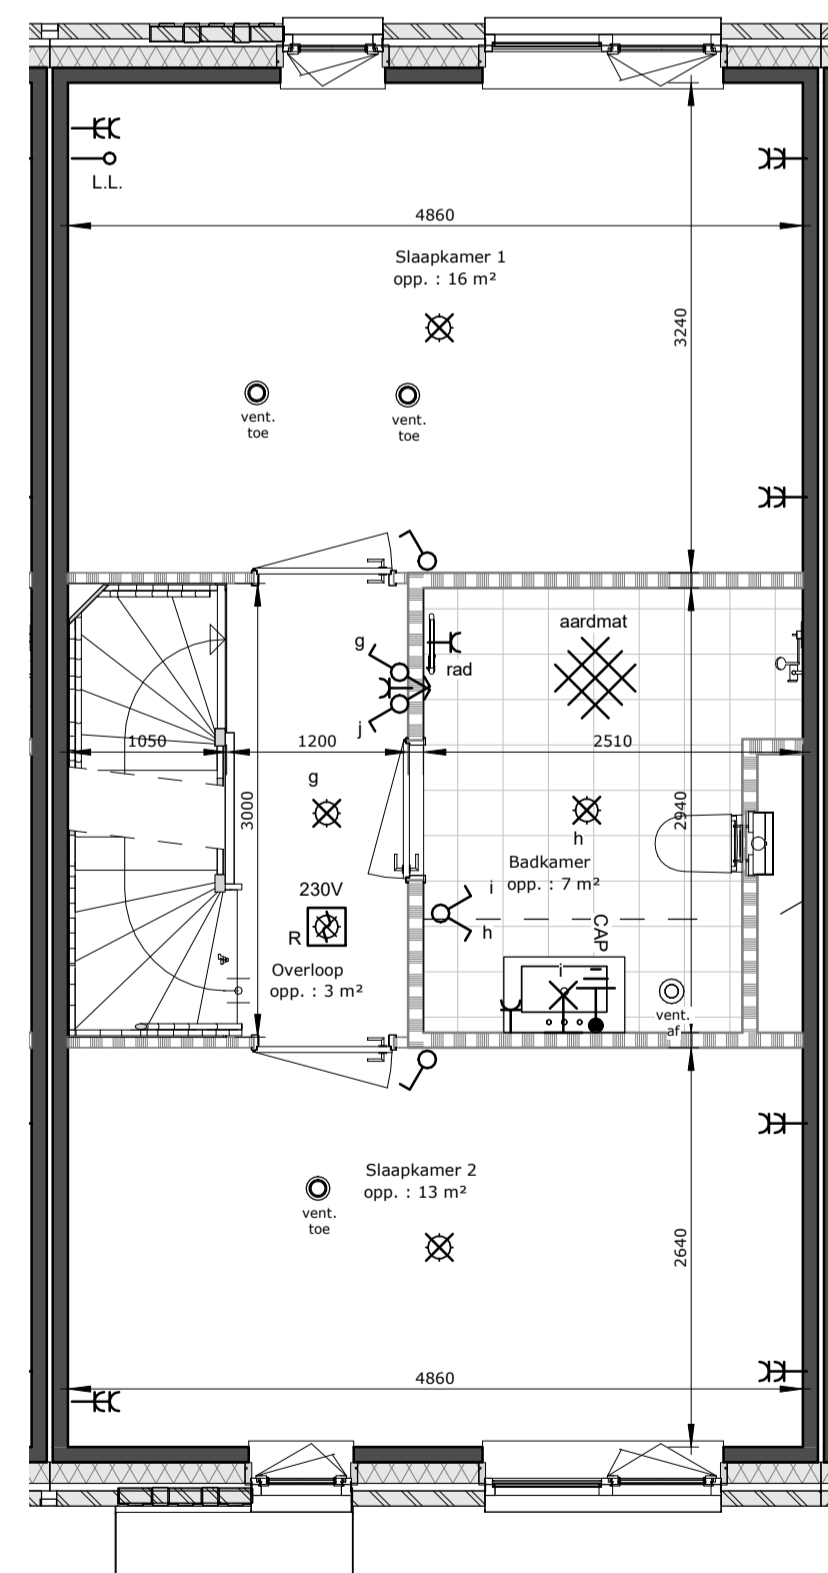 L.L.
4860
Slaapkamer 1
opp. : 16 m²
3240
vent.
toe
vent.
toe
g
j
rad
aardmat
1050
1200
2510
g
3000
2940
h
230V
R
Badkamer
opp. : 7 m²
i
h
CAP
Overloop
opp. : 3 m²
i
vent.
af
Slaapkamer 2
opp. : 13 m²
vent.
toe
2640
4860